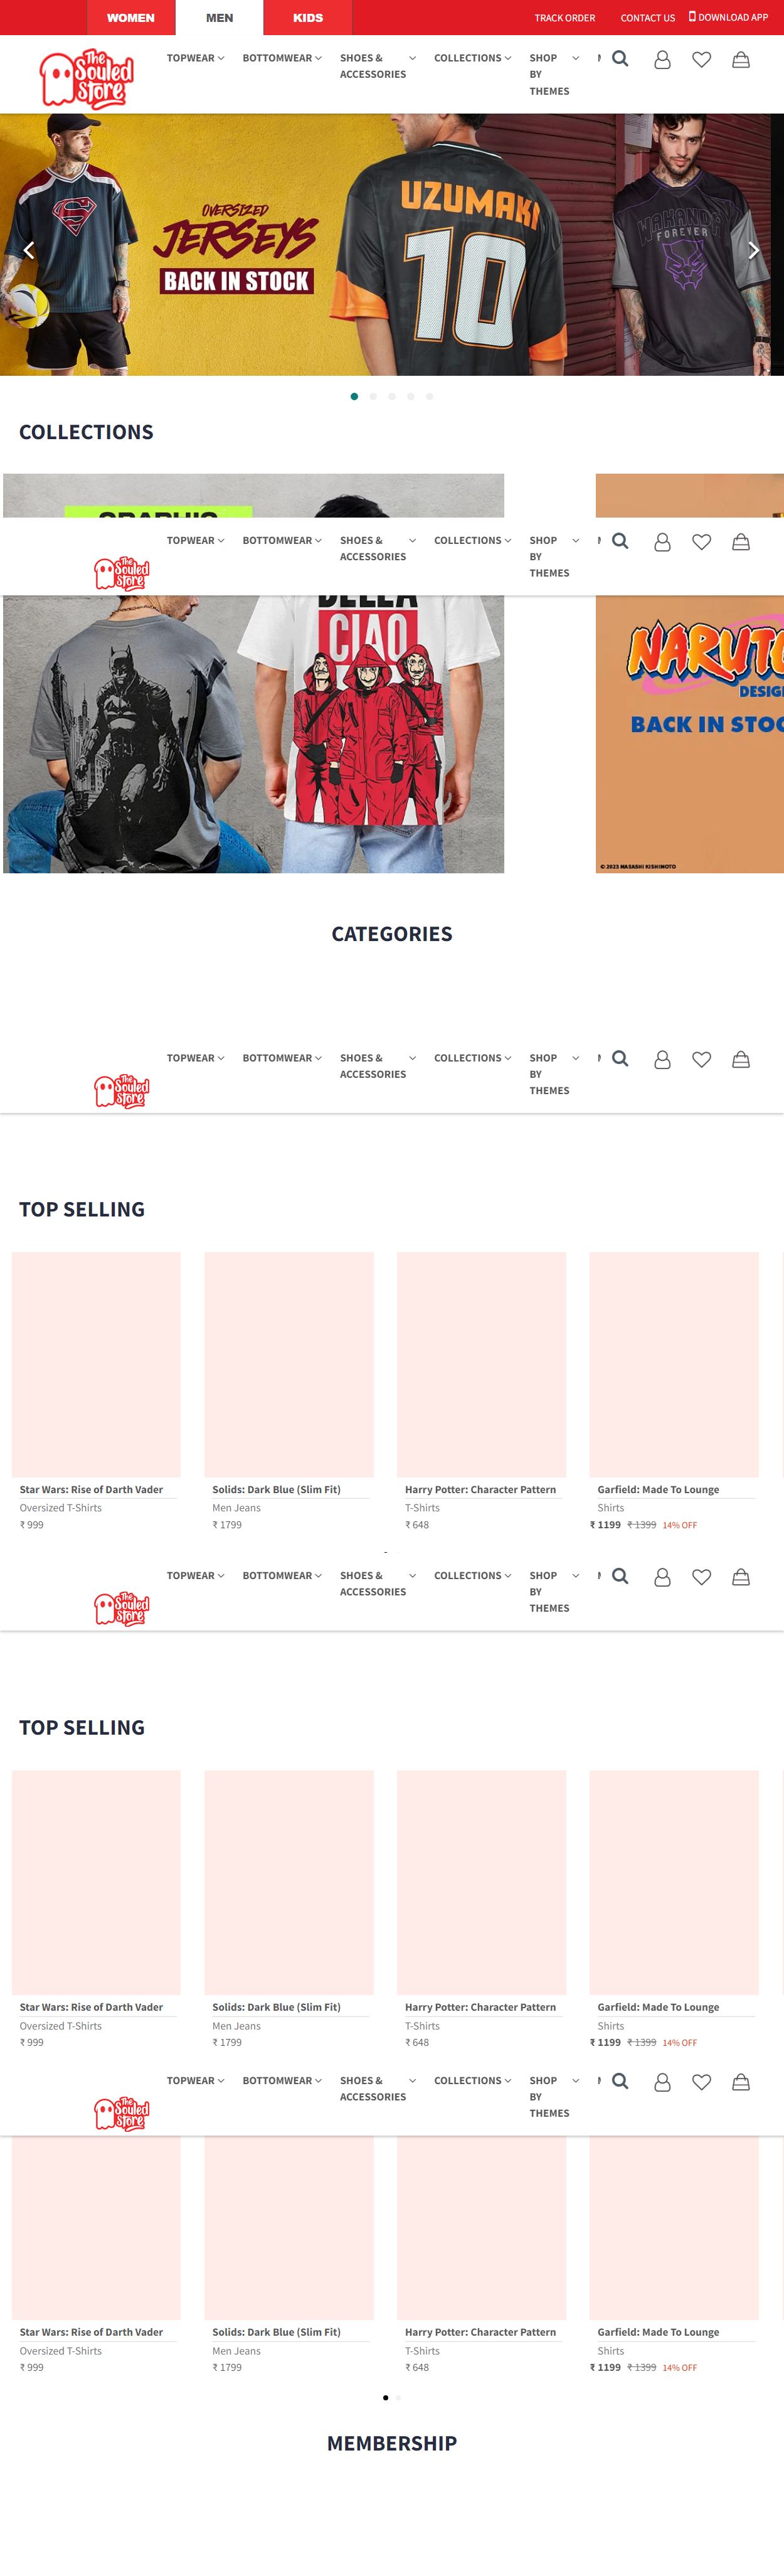 WOMEN MEN KIDS TRACK ORDER CONTACT US DOWNLOAD APP
The Souled Store
TOPWEAR BOTTOMWEAR SHOES & ACCESSORIES COLLECTIONS SHOP BY THEMES
OVERSIZED
JERSEYS
BACK IN STOCK
UZUMAKI
10
WAKANDA
FOREVER
COLLECTIONS
GRAPHIC
TOPWEAR BOTTOMWEAR SHOES & ACCESSORIES COLLECTIONS SHOP BY THEMES
The Souled Store
BELLA
CIAO
NARUTO
DESIG
BACK IN STOC
© 2023 MASASHI KISHIMOTO
CATEGORIES
TOPWEAR BOTTOMWEAR SHOES & ACCESSORIES COLLECTIONS SHOP BY THEMES
The Souled Store
TOP SELLING
Star Wars: Rise of Darth Vader Solids: Dark Blue (Slim Fit) Harry Potter: Character Pattern Garfield: Made To Lounge
Oversized T-Shirts Men Jeans T-Shirts Shirts
₹ 999 ₹ 1799 ₹ 648 ₹ 1199 ₹ 1399 14% OFF
TOPWEAR BOTTOMWEAR SHOES & ACCESSORIES COLLECTIONS SHOP BY THEMES
The Souled Store
TOP SELLING
Star Wars: Rise of Darth Vader Solids: Dark Blue (Slim Fit) Harry Potter: Character Pattern Garfield: Made To Lounge
Oversized T-Shirts Men Jeans T-Shirts Shirts
₹ 999 ₹ 1799 ₹ 648 ₹ 1199 ₹ 1399 14% OFF
TOPWEAR BOTTOMWEAR SHOES & ACCESSORIES COLLECTIONS SHOP BY THEMES
The Souled Store
Star Wars: Rise of Darth Vader Solids: Dark Blue (Slim Fit) Harry Potter: Character Pattern Garfield: Made To Lounge
Oversized T-Shirts Men Jeans T-Shirts Shirts
₹ 999 ₹ 1799 ₹ 648 ₹ 1199 ₹ 1399 14% OFF
MEMBERSHIP